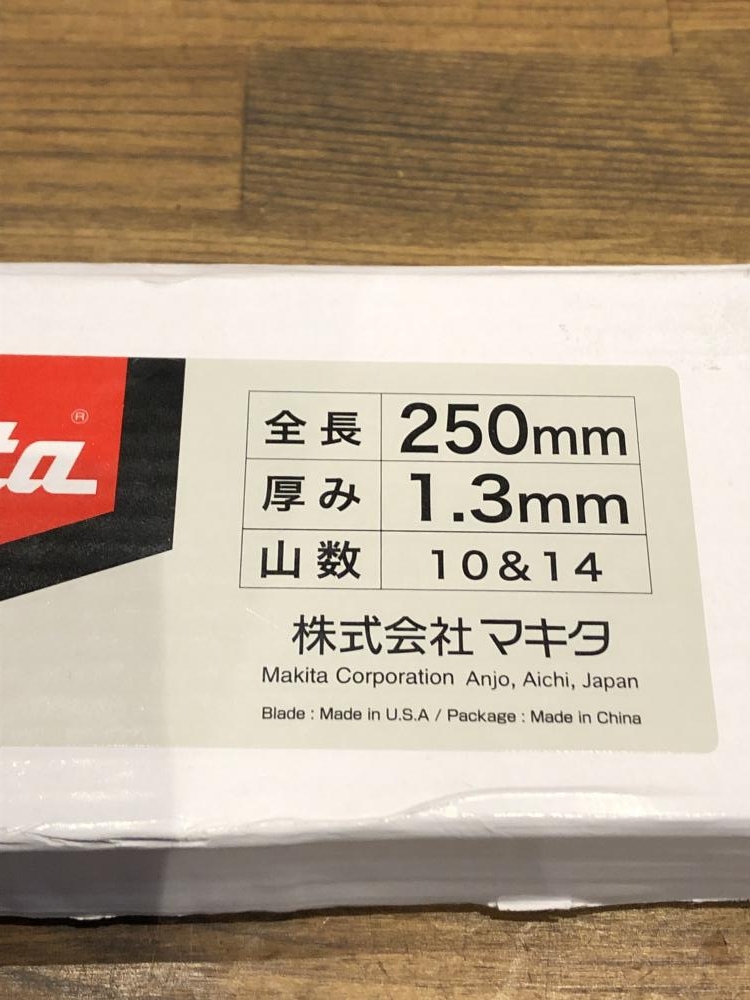 ta®
全長 250mm
厚み 1.3mm
山数 10&14
株式会社マキタ
Makita Corporation Anjo, Aichi, Japan
Blade : Made in U.S.A / Package : Made in China